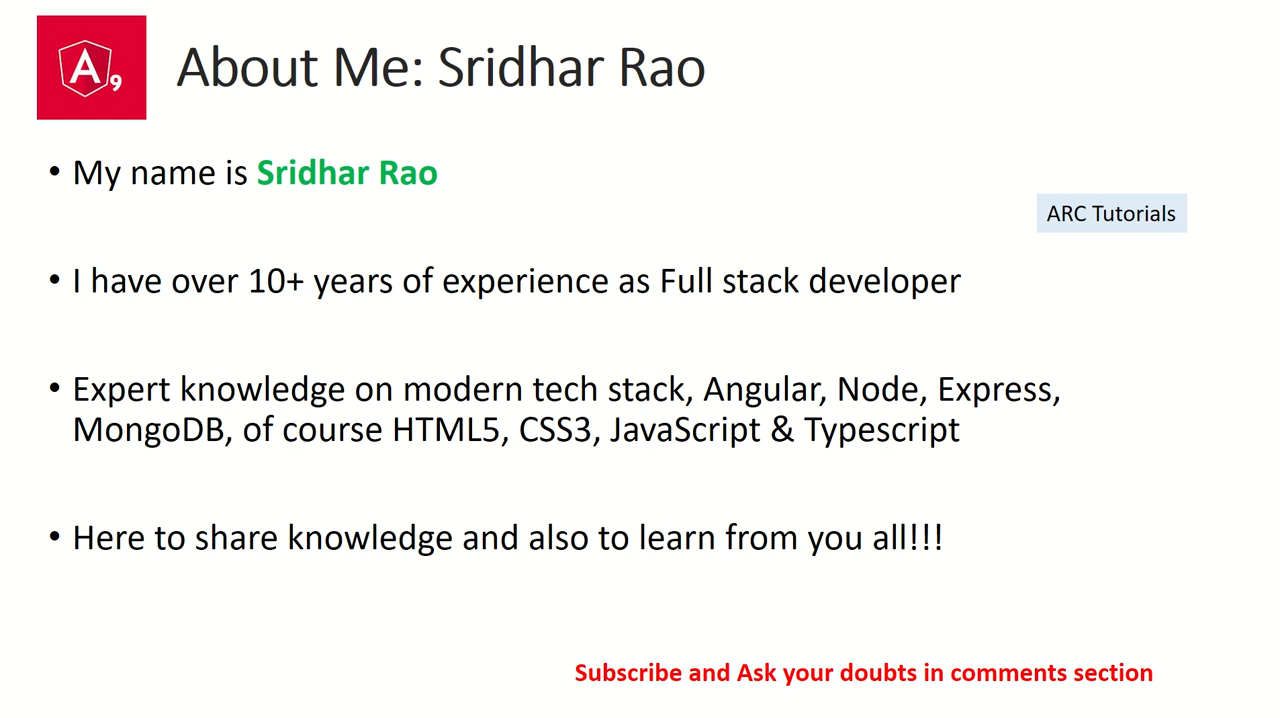 A9
About Me: Sridhar Rao
• My name is Sridhar Rao
ARC Tutorials
• I have over 10+ years of experience as Full stack developer
• Expert knowledge on modern tech stack, Angular, Node, Express,
MongoDB, of course HTML5, CSS3, JavaScript & Typescript
• Here to share knowledge and also to learn from you all!!!
Subscribe and Ask your doubts in comments section